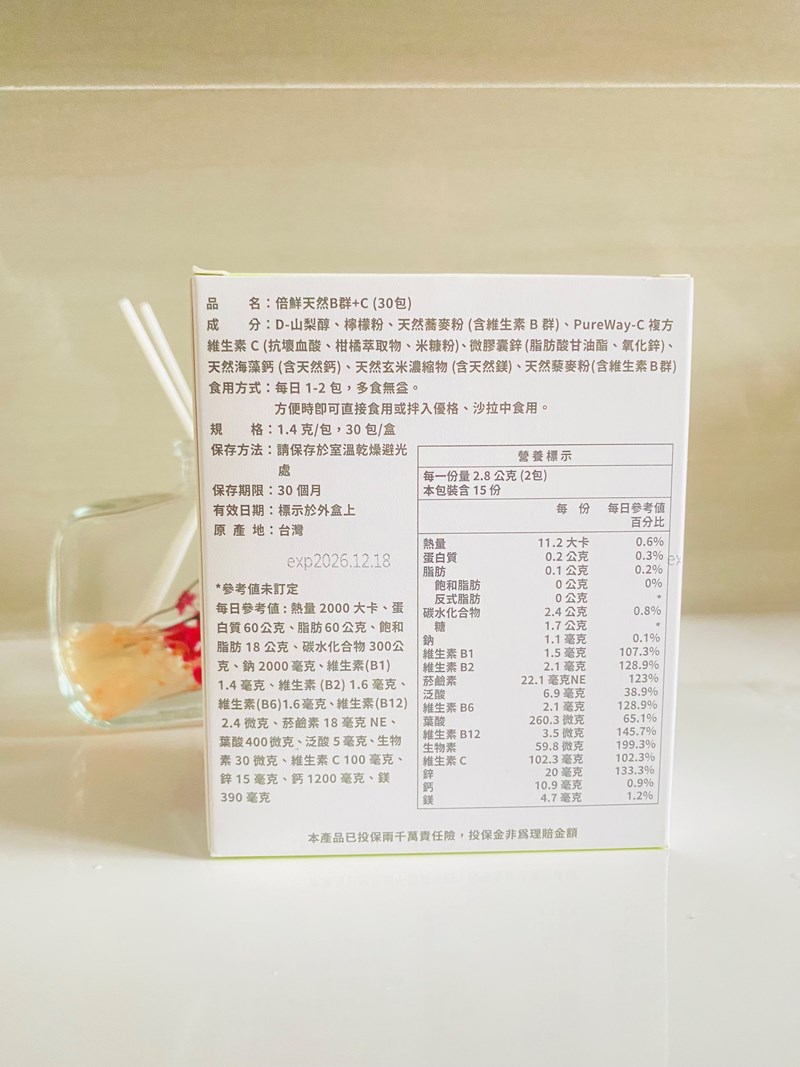 品 名：倍鮮天然B群+C (30包)
成 分：D-山梨醇、檸檬粉、天然蕎麥粉 (含維生素 B 群)、PureWay-C 複方
維生素 C (抗壞血酸、柑橘萃取物、米糠粉)、微膠囊鋅 (脂肪酸甘油酯、氧化鋅)、
天然海藻鈣 (含天然鈣)、天然玄米濃縮物 (含天然鎂)、天然藜麥粉(含維生素B群)
食用方式：每日 1-2 包，多食無益。
方便時即可直接食用或拌入優格、沙拉中食用。
規 格：1.4 克/包，30 包/盒
保存方法：請保存於室溫乾燥避光
處
保存期限：30 個月
有效日期：標示於外盒上
原 產 地：台灣
exp2026.12.18
*參考值未訂定
每日參考值：熱量 2000 大卡、蛋
白質 60公克、脂肪 60 公克、飽和
脂肪 18 公克、碳水化合物 300公
克、鈉 2000 毫克、維生素(B1)
1.4 毫克、維生素 (B2) 1.6 毫克、
維生素(B6)1.6毫克、維生素(B12)
2.4 微克、菸鹼素 18 毫克 NE、
葉酸400微克、泛酸 5 毫克、生物
素 30 微克、維生素 C 100 毫克、
鋅 15 毫克、鈣 1200 毫克、鎂
390 毫克
營養標示
每一份量 2.8 公克 (2包)
本包裝含 15 份
每 份 每日參考值
百分比
熱量 11.2 大卡 0.6%
蛋白質 0.2 公克 0.3%
脂肪 0.1 公克 0.2%
飽和脂肪 0 公克 0%
反式脂肪 0 公克 *
碳水化合物 2.4 公克 0.8%
糖 1.7 公克 *
鈉 1.1 毫克 0.1%
維生素 B1 1.5 毫克 107.3%
維生素 B2 2.1 毫克 128.9%
菸鹼素 22.1 毫克NE 123%
泛酸 6.9 毫克 38.9%
維生素 B6 2.1 毫克 128.9%
葉酸 260.3 微克 65.1%
維生素 B12 3.5 微克 145.7%
生物素 59.8 微克 199.3%
維生素 C 102.3 毫克 102.3%
鋅 20 毫克 133.3%
鈣 10.9 毫克 0.9%
鎂 4.7 毫克 1.2%
ex
本產品已投保兩千萬責任險，投保金非為理賠金額